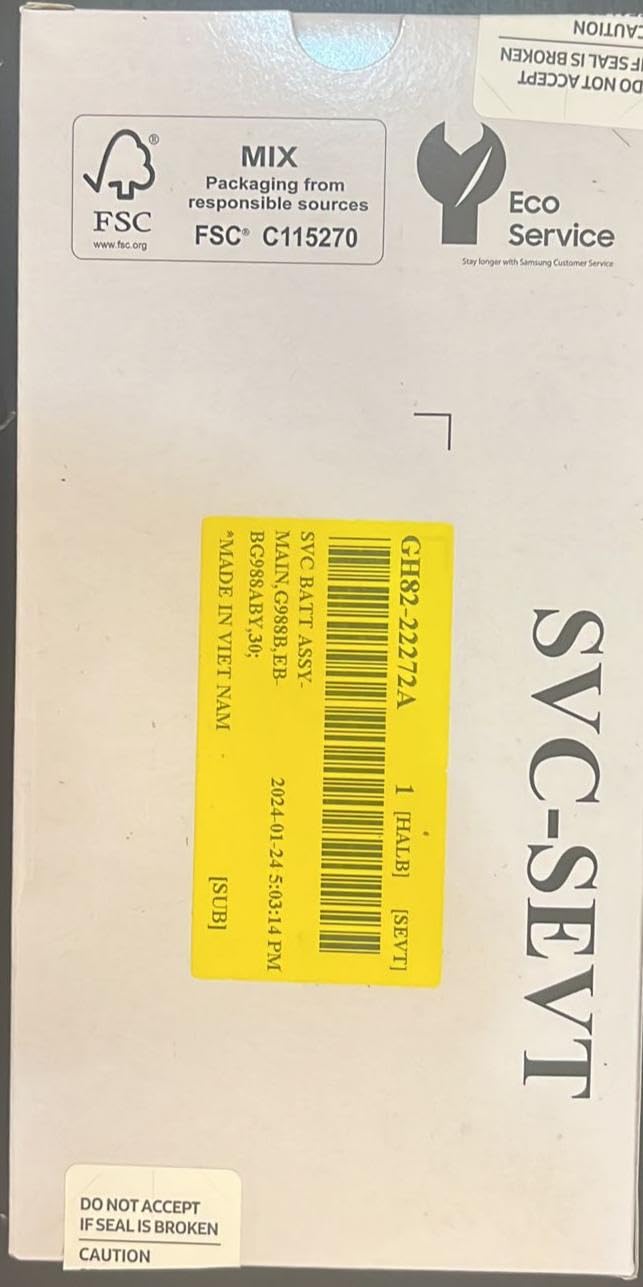 CAUTION
IF SEAL IS BROKEN
DO NOT ACCEPT
FSC
www.fsc.org
MIX
Packaging from
responsible sources
FSC® C115270
Eco
Service
Stay longer with Samsung Customer Service
SVC-SEVT
GH82-22272A 1 [HALB] [SEVT]
SVC BATT ASSY-
MAIN,G988B,EB-
BG988ABY,30; 2024-01-24 5:03:14 PM
*MADE IN VIET NAM [SUB]
DO NOT ACCEPT
IF SEAL IS BROKEN
CAUTION